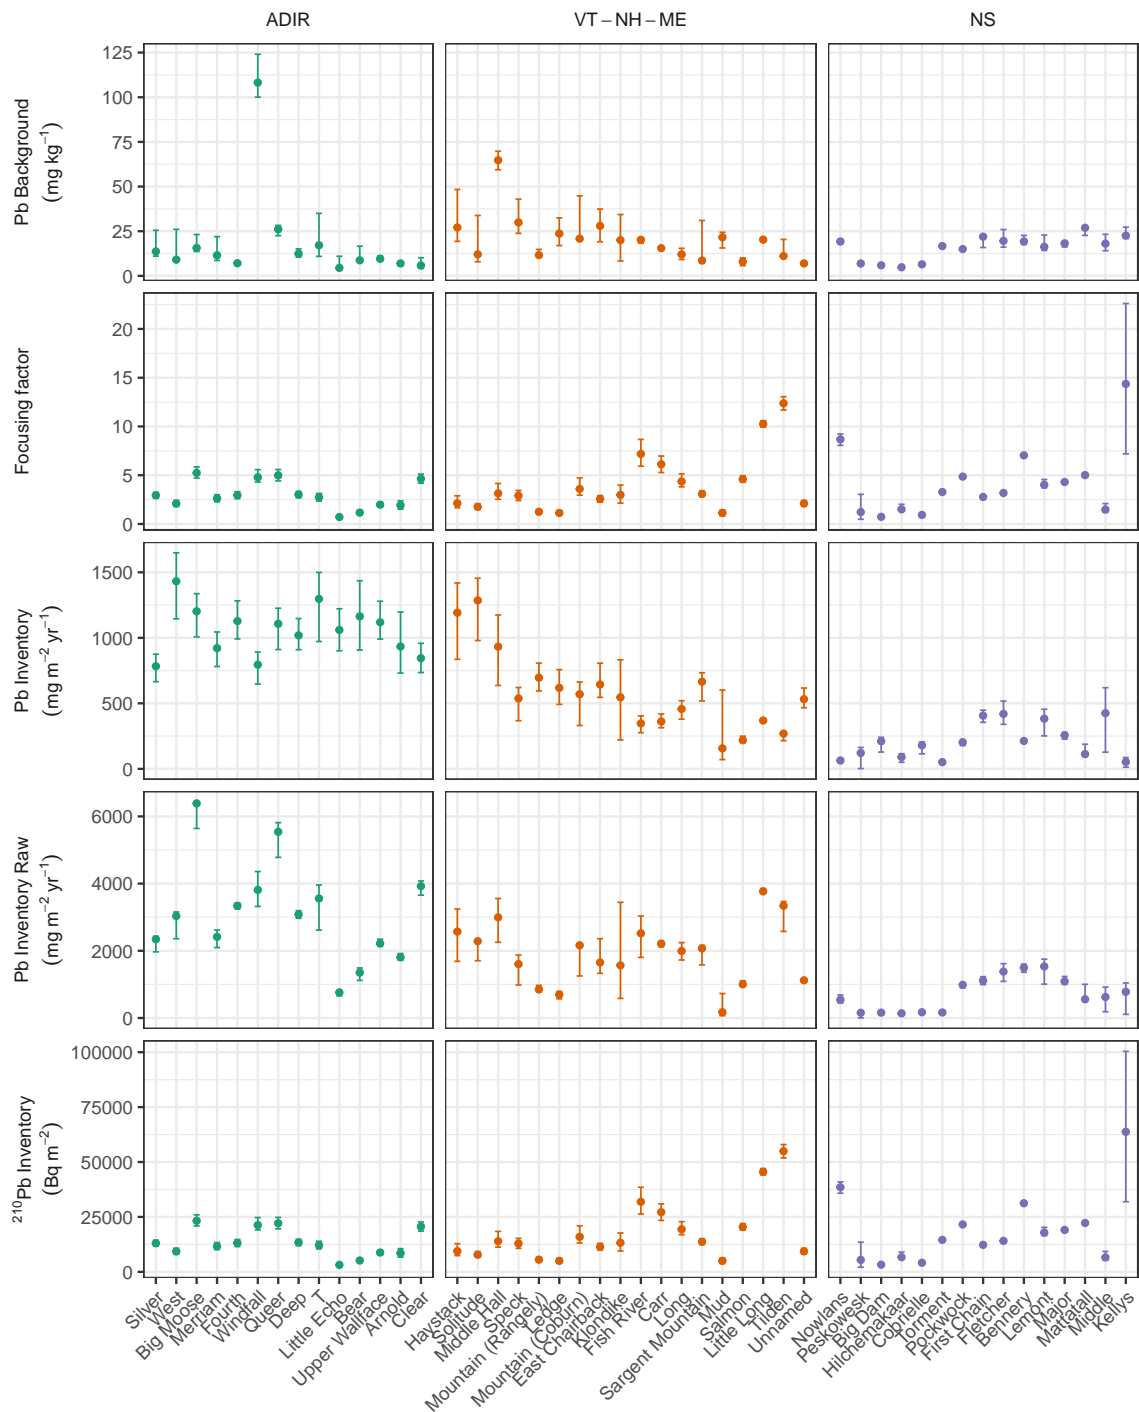 ADIR
VT – NH – ME
NS
Pb Background
(mg kg⁻¹)
125
100
75
50
25
0
Focusing factor
20
15
10
5
0
Pb Inventory
(mg m⁻² yr⁻¹)
1500
1000
500
0
Pb Inventory Raw
(mg m⁻² yr⁻¹)
6000
4000
2000
0
²¹⁰Pb Inventory
(Bq m⁻²)
100000
75000
50000
25000
0
Silver
West
Big Moose
Merriam
Fourth
Windfall
Queer
Deep
T
Little Echo
Bear
Upper Wallface
Arnold
Clear
Haystack
Solitude
Middle Hall
Speck
Mountain (Rangely)
Ledge
Mountain (Coburn)
East Chairback
Klondike
Fish River
Carr
Long
Sargent Mountain
Mud
Salmon
Little Long
Tilden
Unnamed
Nowlans
Peskowesk
Big Dam
Hilchemakaar
Cobrielle
Torment
Pockwock
First Chain
Fletcher
Bennery
Lemont
Major
Mattatall
Middle
Kellys